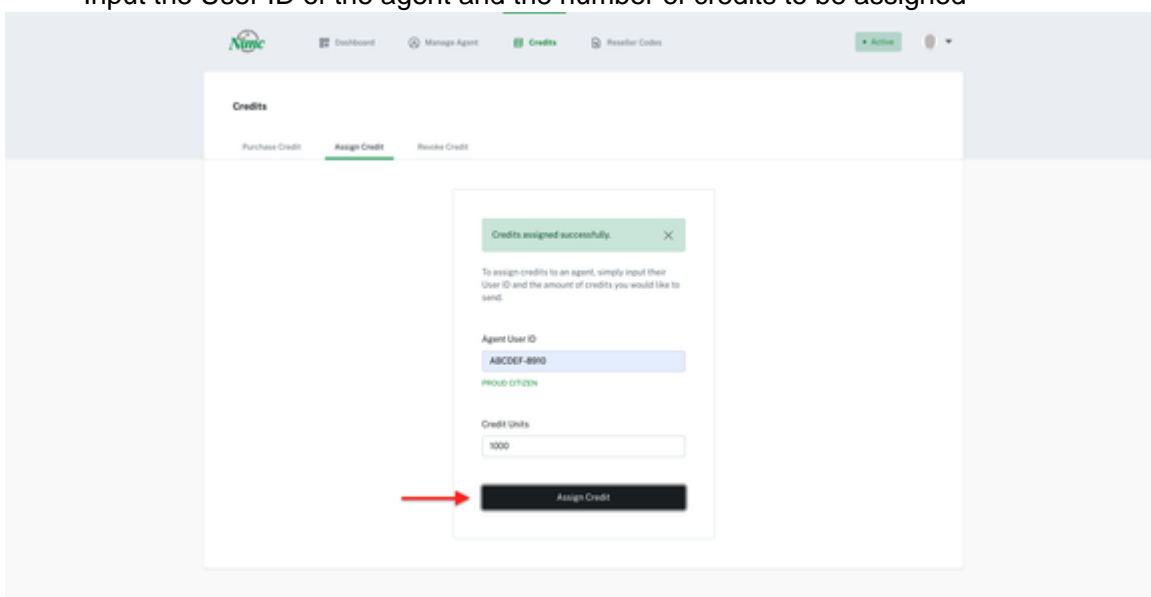 Input the User ID of the agent and the number of credits to be assigned
Nimc
Dashboard Manage Agent Credits Reseller Codes Active
Credits
Purchase Credit Assign Credit Revoke Credit
Credits assigned successfully.
To assign credits to an agent, simply input their
User ID and the amount of credits you would like to
send.
Agent User ID
ABCDEF-8910
PROUD CITIZEN
Credit Units
1000
Assign Credit